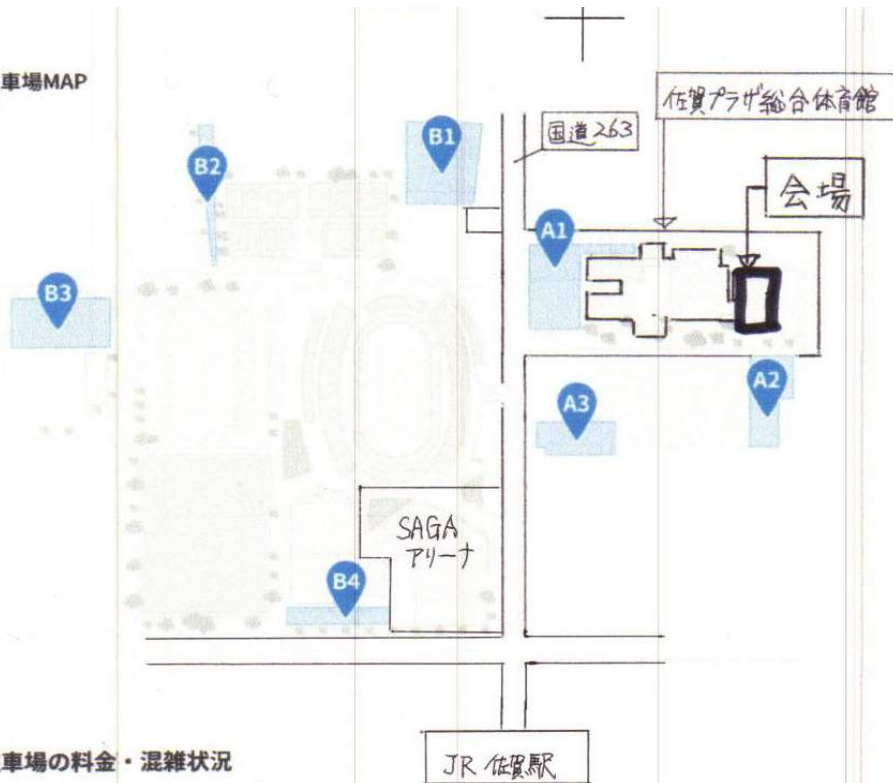 車場MAP
佐賀プラザ総合体育館
国道263
B1
B2
会場
A1
B3
A2
A3
SAGA
アリーナ
B4
車場の料金・混雑状況
JR 佐賀駅